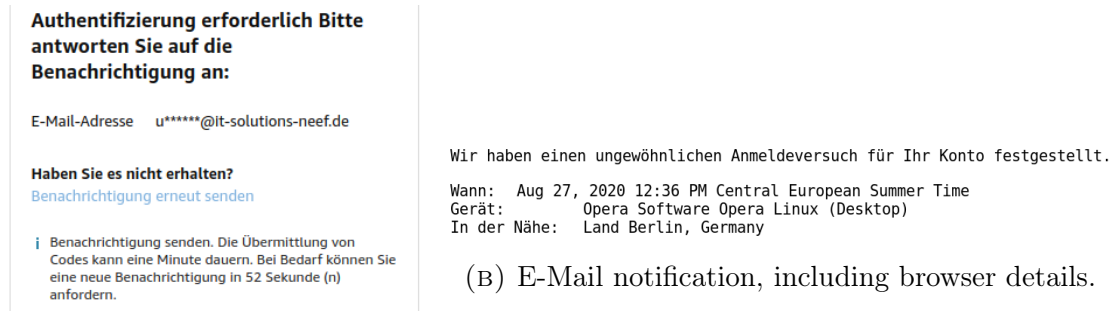 Authentifizierung erforderlich Bitte
antworten Sie auf die
Benachrichtigung an:
E-Mail-Adresse u******@it-solutions-neef.de
Haben Sie es nicht erhalten?
Benachrichtigung erneut senden
i Benachrichtigung senden. Die Übermittlung von
Codes kann eine Minute dauern. Bei Bedarf können Sie
eine neue Benachrichtigung in 52 Sekunde (n)
anfordern.
Wir haben einen ungewöhnlichen Anmeldeversuch für Ihr Konto festgestellt.
Wann: Aug 27, 2020 12:36 PM Central European Summer Time
Gerät: Opera Software Opera Linux (Desktop)
In der Nähe: Land Berlin, Germany
(B) E-Mail notification, including browser details.